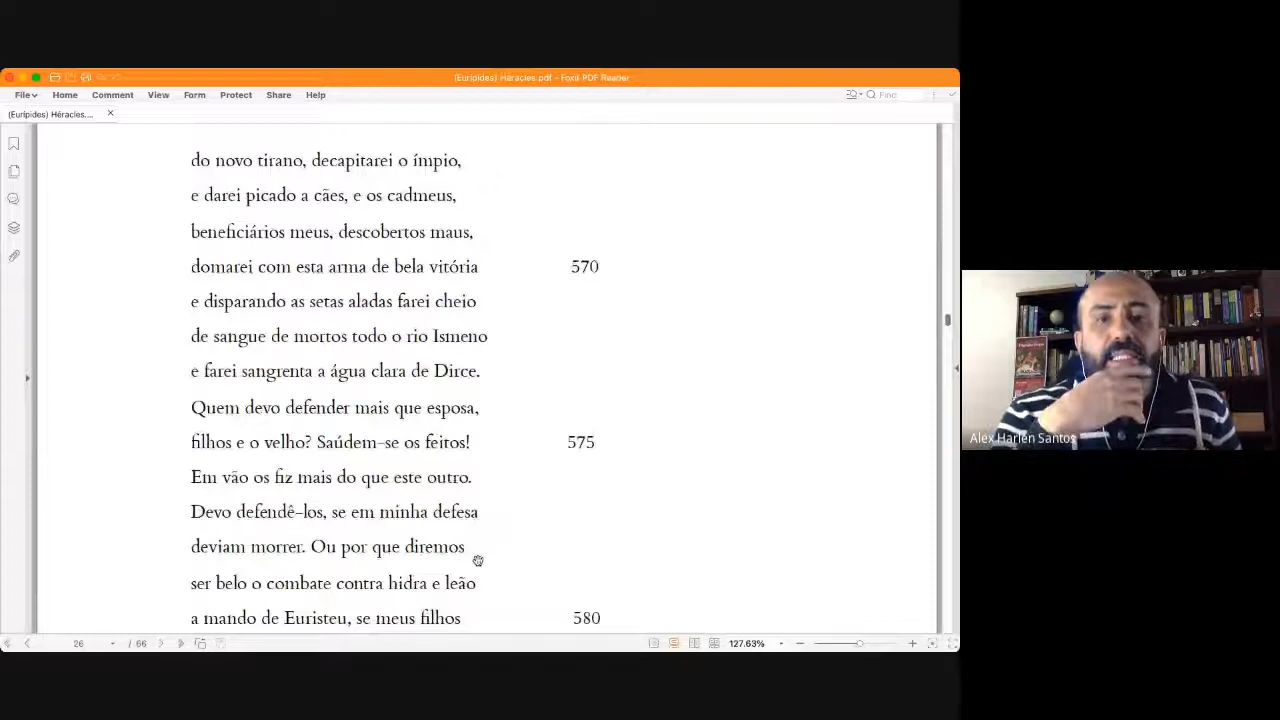 (Eurípides) Héracles.pdf - Foxit PDF Reader
File Home Comment View Form Protect Share Help
Find
(Eurípides) Héracles....
do novo tirano, decapitarei o ímpio,
e darei picado a cães, e os cadmeus,
beneficiários meus, descobertos maus,
domarei com esta arma de bela vitória 570
e disparando as setas aladas farei cheio
de sangue de mortos todo o rio Ismeno
e farei sangrenta a água clara de Dirce.
Quem devo defender mais que esposa,
filhos e o velho? Saúdem-se os feitos! 575
Em vão os fiz mais do que este outro.
Devo defendê-los, se em minha defesa
deviam morrer. Ou por que diremos
ser belo o combate contra hidra e leão
a mando de Euristeu, se meus filhos 580
26 / 66 127.63%
Alex Harlen Santos